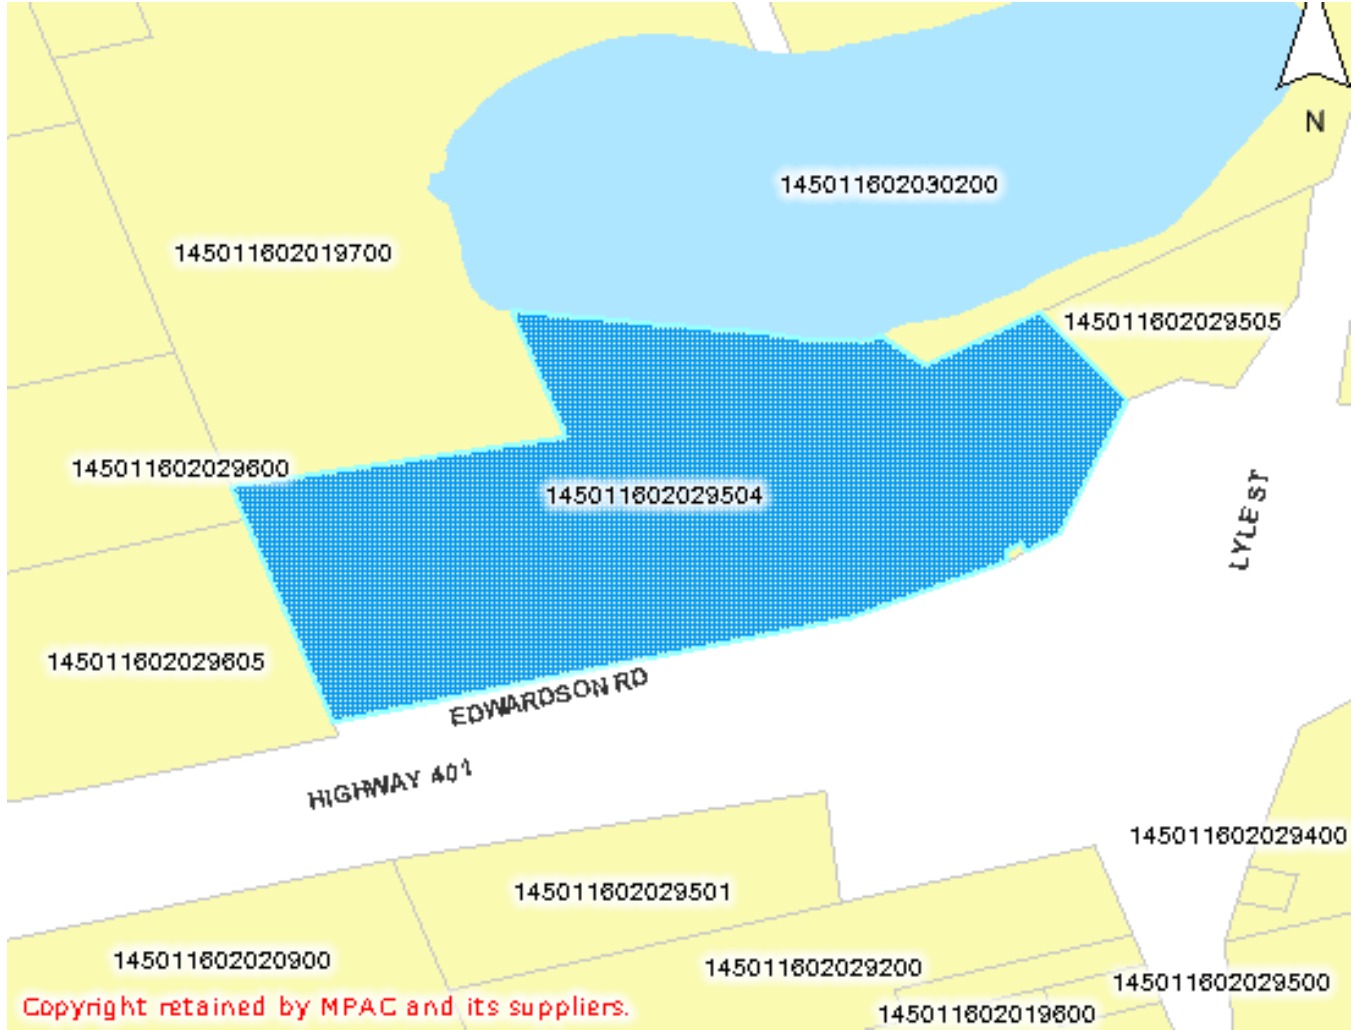 N
145011602030200
145011602019700
145011602029505
145011602029600
145011602029504
LYLE ST
145011602029605
EDWARDSON RD
HIGHWAY 401
145011602029400
145011602029501
145011602020900
145011602029200
145011602029500
Copyright retained by MPAC and its suppliers.
145011602019600